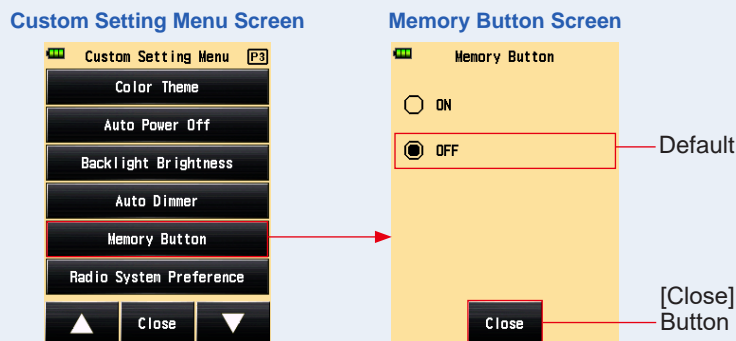 Custom Setting Menu Screen
Custom Setting Menu P3
Color Theme
Auto Power Off
Backlight Brightness
Auto Dimmer
Memory Button
Radio System Preference
Close
Memory Button Screen
Memory Button
ON
OFF
Default
Close
[Close]
Button